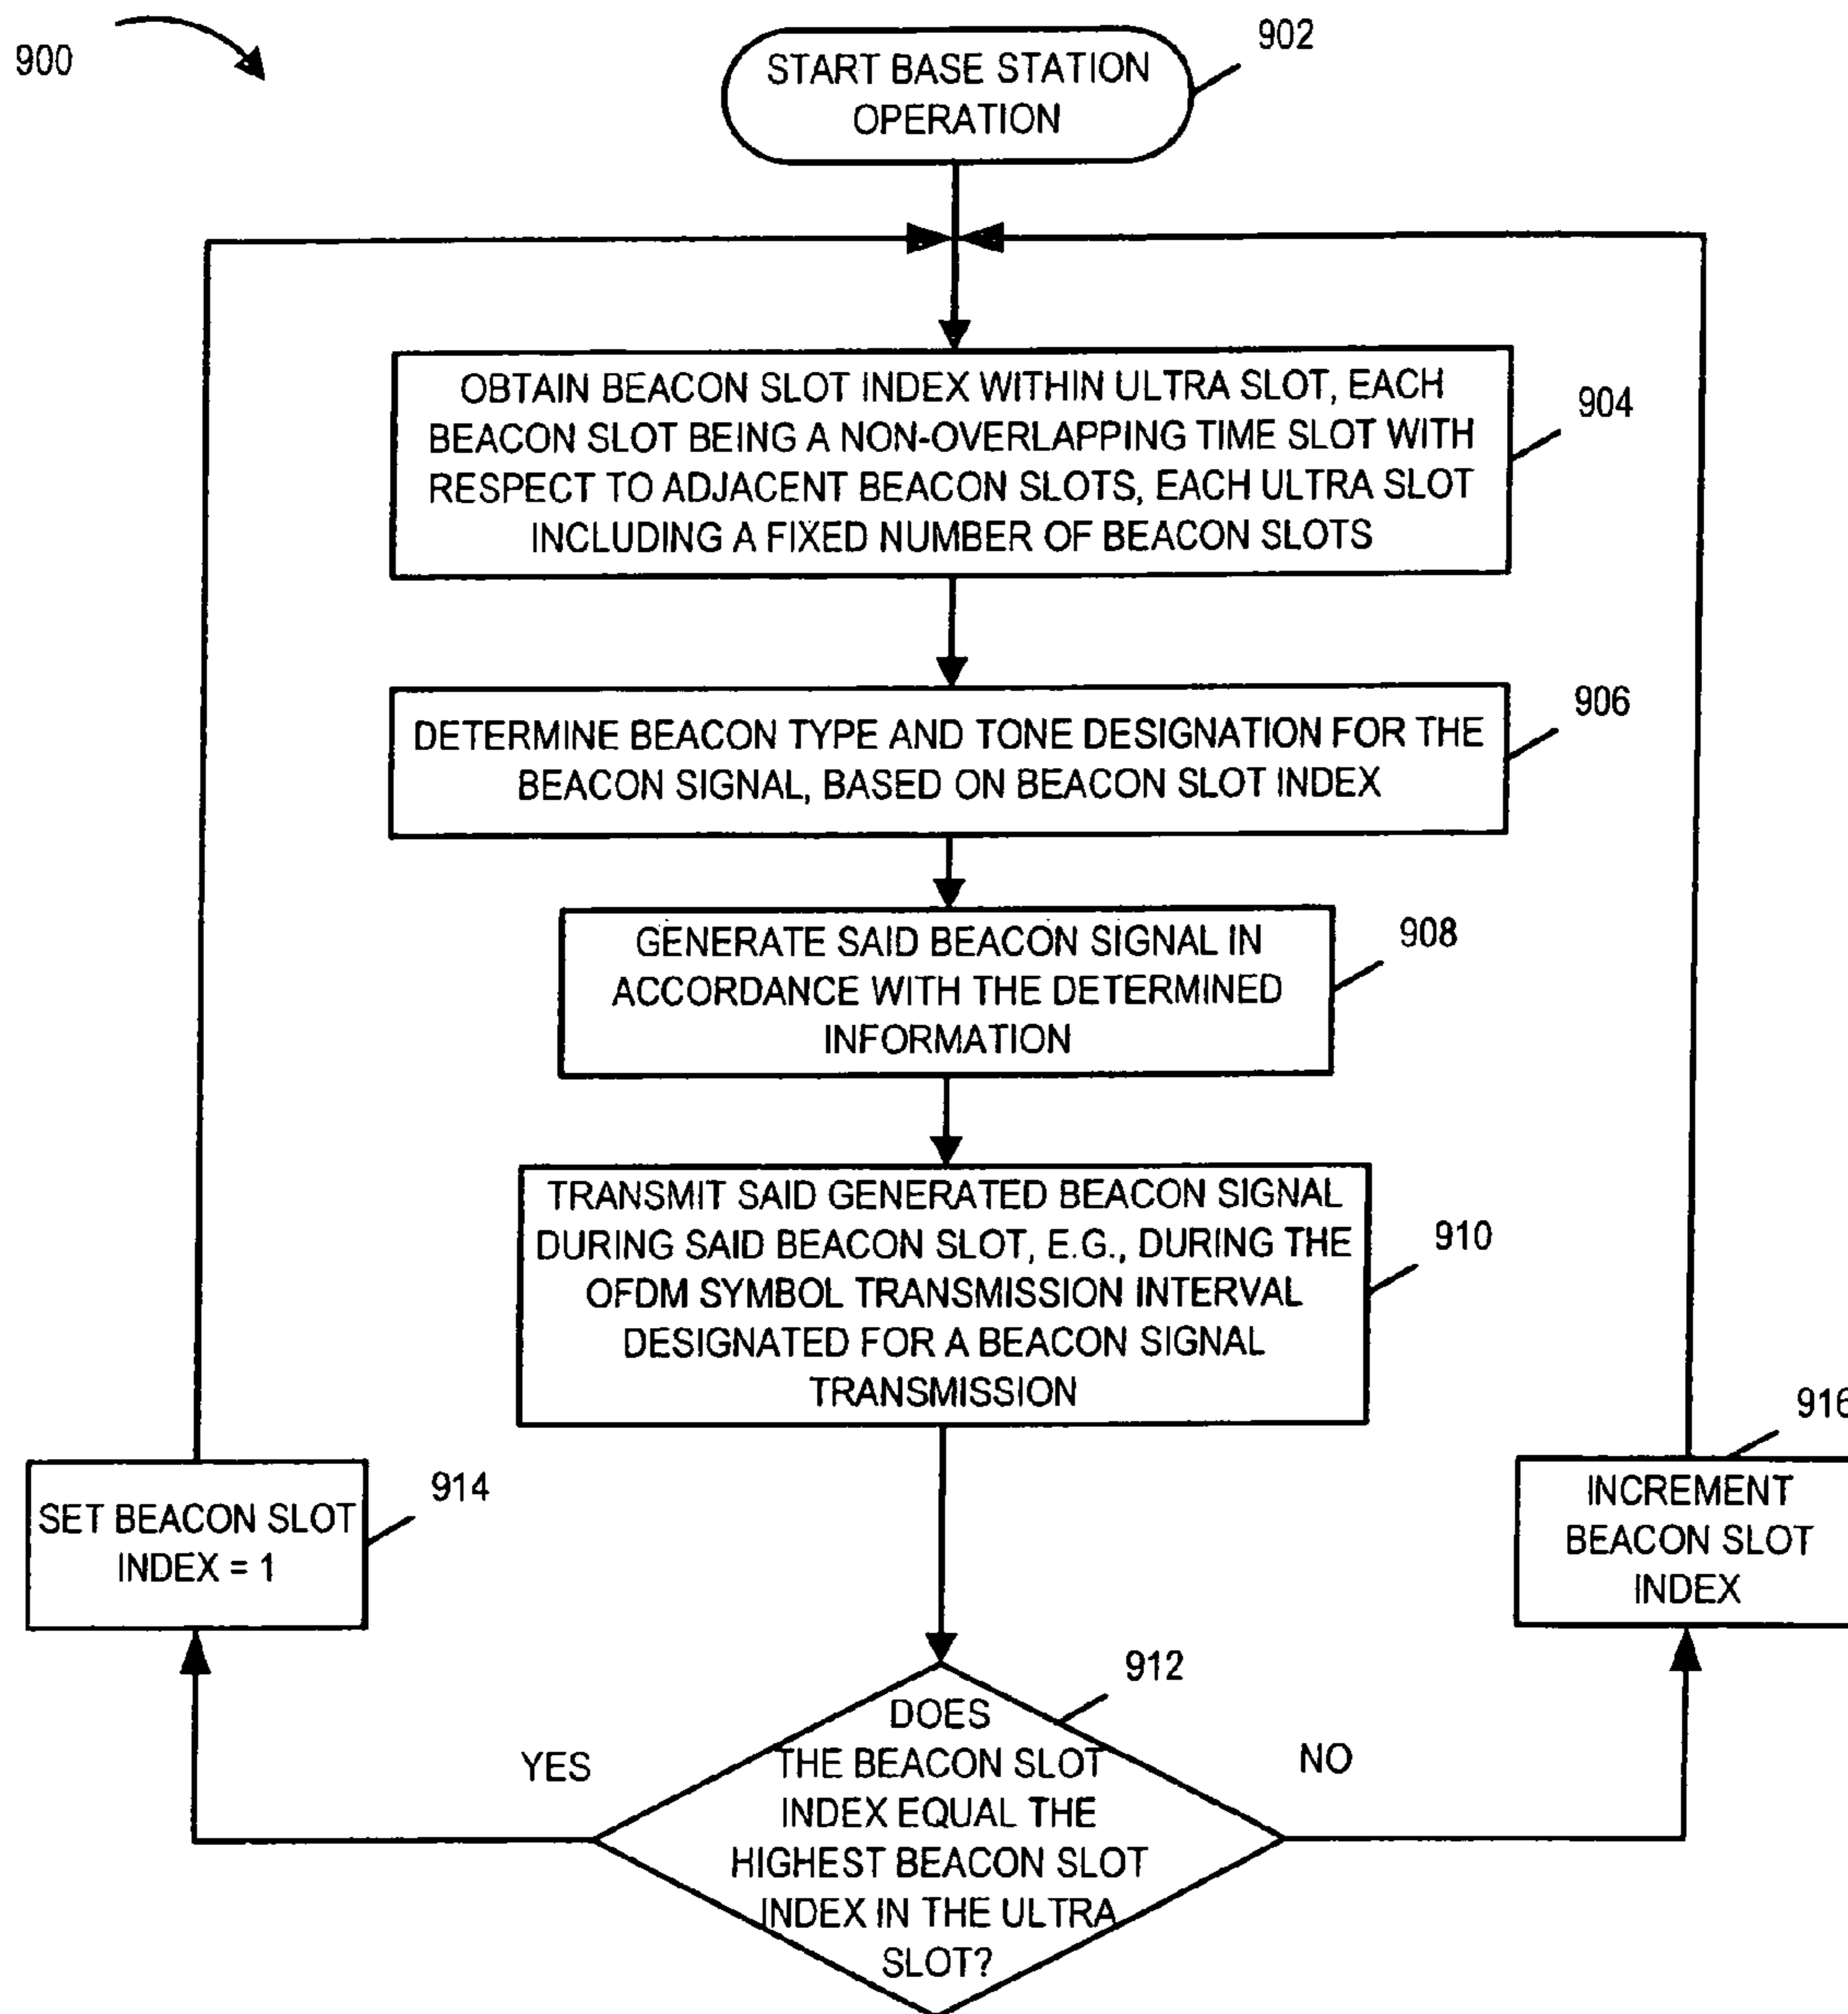 900
902
START BASE STATION
OPERATION
904
OBTAIN BEACON SLOT INDEX WITHIN ULTRA SLOT, EACH
BEACON SLOT BEING A NON-OVERLAPPING TIME SLOT WITH
RESPECT TO ADJACENT BEACON SLOTS, EACH ULTRA SLOT
INCLUDING A FIXED NUMBER OF BEACON SLOTS
906
DETERMINE BEACON TYPE AND TONE DESIGNATION FOR THE
BEACON SIGNAL, BASED ON BEACON SLOT INDEX
908
GENERATE SAID BEACON SIGNAL IN
ACCORDANCE WITH THE DETERMINED
INFORMATION
910
TRANSMIT SAID GENERATED BEACON SIGNAL
DURING SAID BEACON SLOT, E.G., DURING THE
OFDM SYMBOL TRANSMISSION INTERVAL
DESIGNATED FOR A BEACON SIGNAL
TRANSMISSION
914
SET BEACON SLOT
INDEX = 1
916
INCREMENT
BEACON SLOT
INDEX
912
DOES
THE BEACON SLOT
INDEX EQUAL THE
HIGHEST BEACON SLOT
INDEX IN THE ULTRA
SLOT?
YES
NO